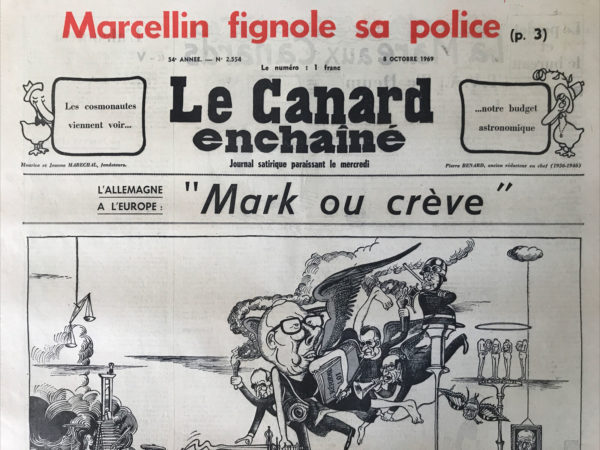 Marcellin fignole sa police (p. 3)
54e ANNÉE. — N° 2.554
8 OCTOBRE 1969
Le numéro : 1 franc
Les cosmonautes
viennent voir...
Le Canard
enchaîné
...notre budget
astronomique
Maurice et Jeanne MARÉCHAL, fondateurs.
Journal satirique paraissant le mercredi
Pierre BÉNARD, ancien rédacteur en chef (1936-1946)
L'ALLEMAGNE
A L'EUROPE :
"Mark ou crève"